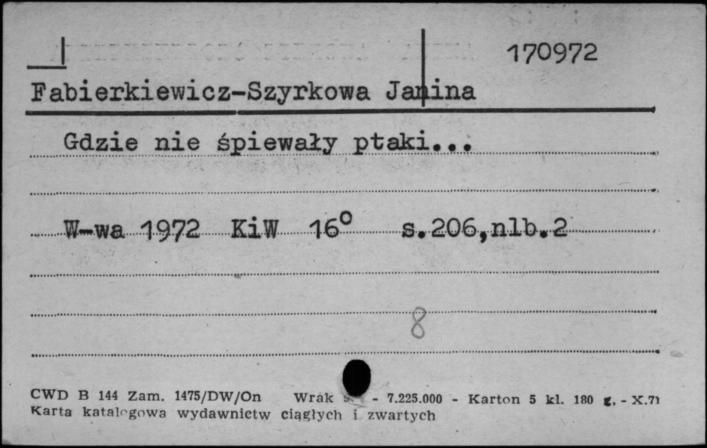 170972
Fabierkiewicz-Szyrkowa Janina
Gdzie nie śpiewały ptaki...
W-wa 1972 KiW 16° s.206,nlb.2
8
CWD B 144 Zam. 1475/DW/On Wrak - 7.225.000 - Karton 5 kl. 180 g. - X.71
Karta katalogowa wydawnictw ciągłych i zwartych